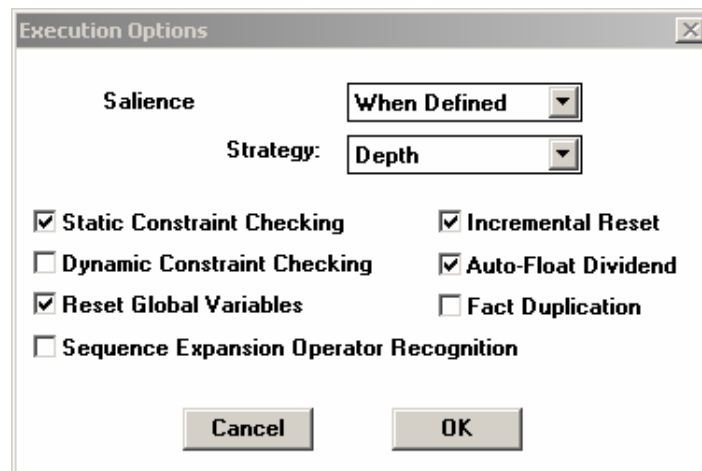 Execution Options
Salience When Defined
Strategy: Depth
Static Constraint Checking Incremental Reset
Dynamic Constraint Checking Auto-Float Dividend
Reset Global Variables Fact Duplication
Sequence Expansion Operator Recognition
Cancel OK